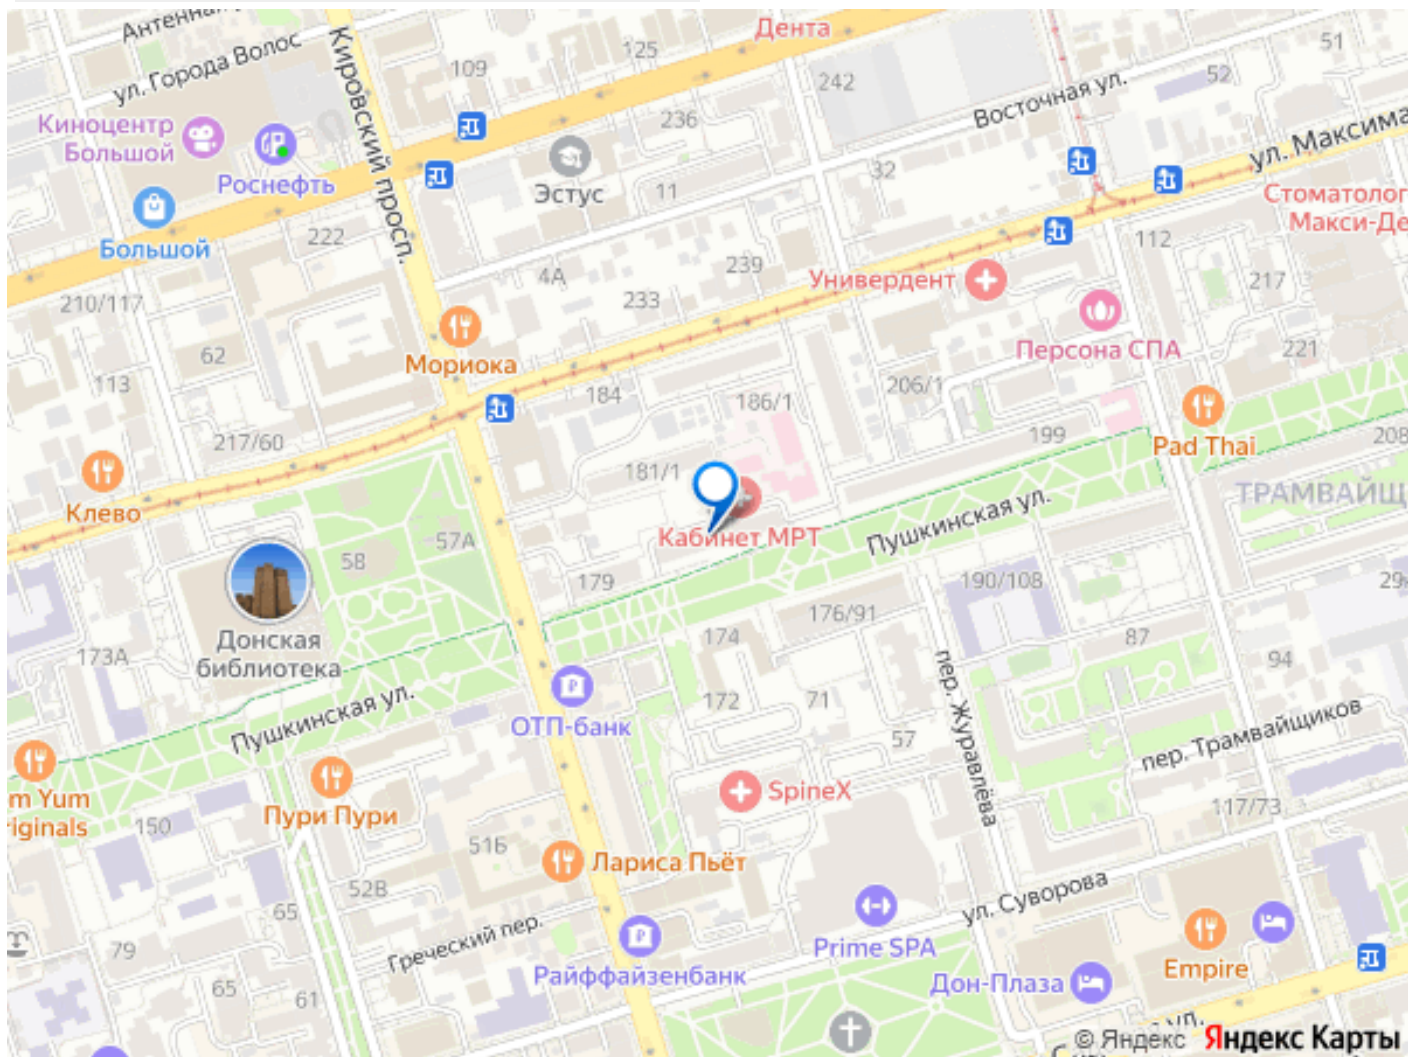 Антенная
ул. Города Волос
Кировский просп.
125
Дента
109
242
51
52
Восточная ул.
236
Киноцентр
Большой
Роснефть
Эстус
11
32
ул. Максима
Стоматолог
Макси-Де
Большой
222
4А
239
233
Универдент
112
217
210/117
62
Мориока
Персона СПА
221
113
184
186/1
206/1
217/60
199
Pad Thai
208
Клево
181/1
ТРАМВАЙЩ
Кабинет МРТ
Пушкинская ул.
57А
58
179
190/108
29
Донская
библиотека
173А
174
176/91
87
94
172
71
пер. Журавлёва
Пушкинская ул.
ОТП-банк
57
пер. Трамвайщиков
m Yum
riginals
Пури Пури
SpineX
117/73
150
51Б
Лариса Пьёт
52В
65
ул. Суворова
79
Греческий пер.
Райффайзенбанк
Prime SPA
Дон-Плаза
Empire
65
61
ул.
© Яндекс Яндекс Карты